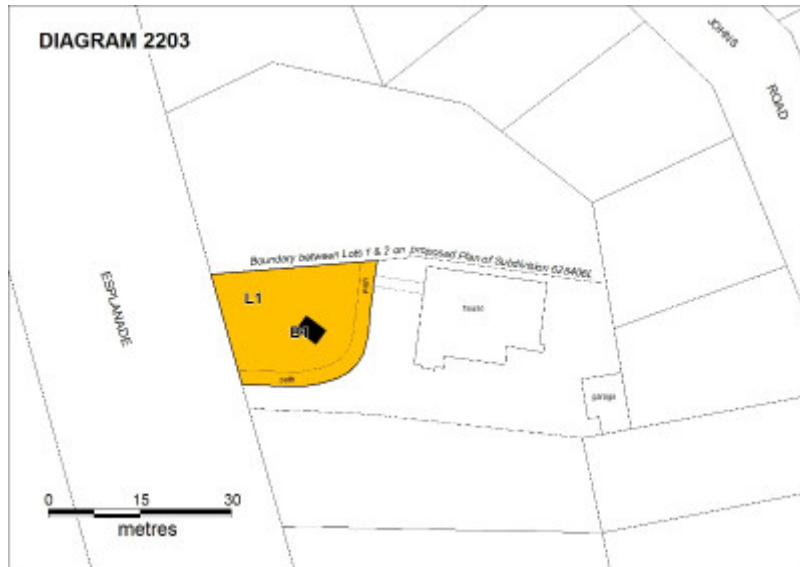 DIAGRAM 2203
JOHNS
ROAD
Boundary between Lots 1 & 2 on proposed Plan of Subdivision
ESPLANADE
L1
path
house
B1
path
garage
0 15 30
metres